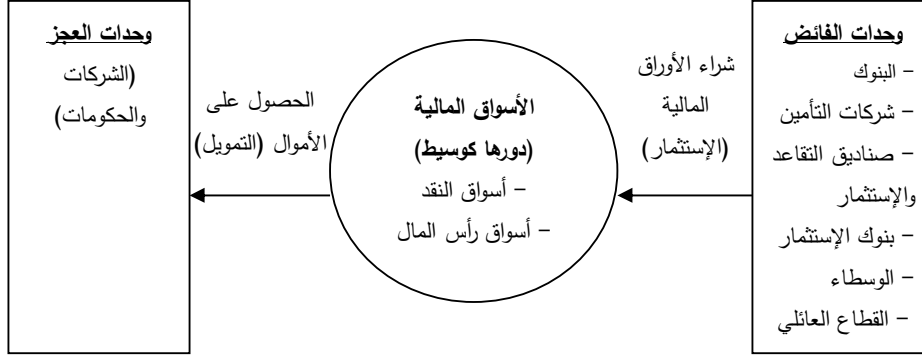 وحدات الفائض
- البنوك
- شركات التأمين
- صناديق التقاعد
والإستثمار
- بنوك الإستثمار
- الوسطاء
- القطاع العائلي
شراء الأوراق
المالية
(الإستثمار)
الأسواق المالية
(دورها كوسيط)
- أسواق النقد
- أسواق رأس المال
الحصول على
الأموال (التمويل)
وحدات العجز
(الشركات
والحكومات)